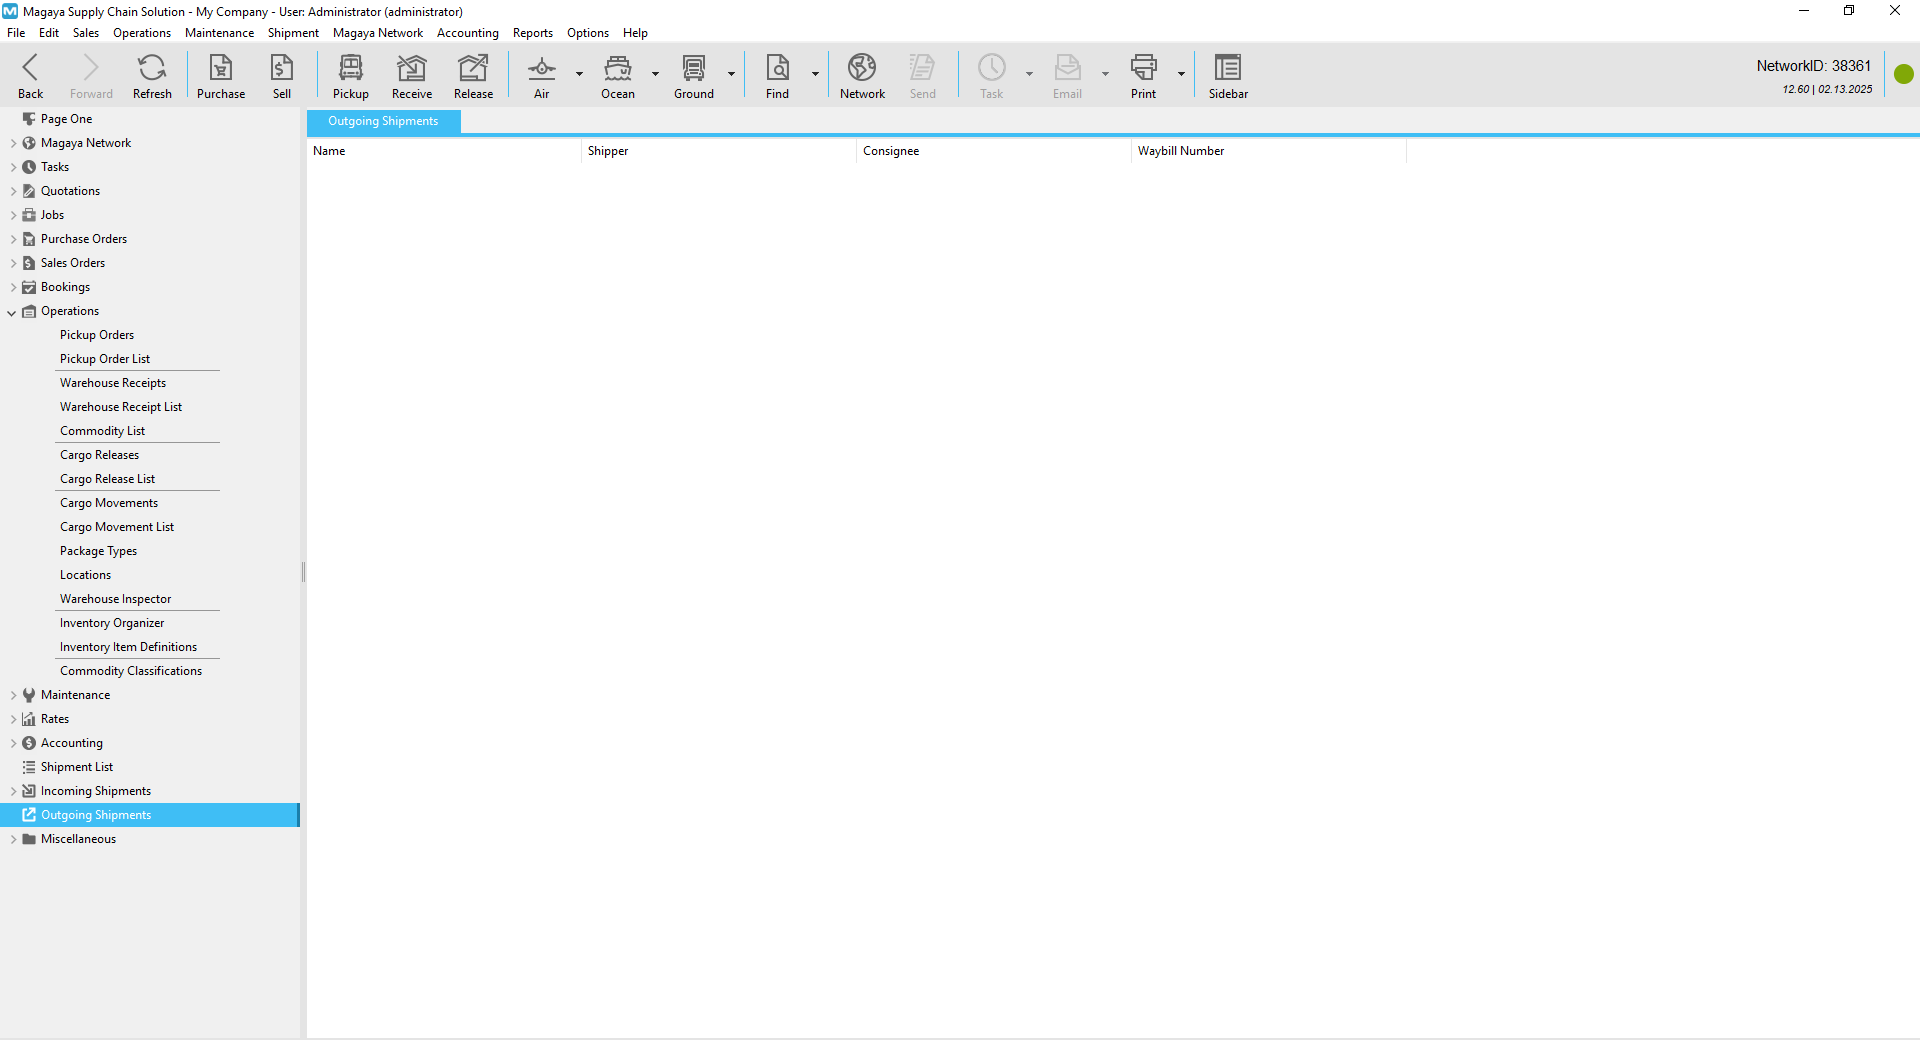 Magaya Supply Chain Solution - My Company - User: Administrator (administrator)
File Edit Sales Operations Maintenance Shipment Magaya Network Accounting Reports Options Help
Back Forward Refresh Purchase Sell Pickup Receive Release Air Ocean Ground Find Network Send Task Email Print Sidebar
NetworkID: 38361
12.60 | 02.13.2025
Page One
Magaya Network
Tasks
Quotations
Jobs
Purchase Orders
Sales Orders
Bookings
Operations
Pickup Orders
Pickup Order List
Warehouse Receipts
Warehouse Receipt List
Commodity List
Cargo Releases
Cargo Release List
Cargo Movements
Cargo Movement List
Package Types
Locations
Warehouse Inspector
Inventory Organizer
Inventory Item Definitions
Commodity Classifications
Maintenance
Rates
Accounting
Shipment List
Incoming Shipments
Outgoing Shipments
Miscellaneous
Outgoing Shipments
Name Shipper Consignee Waybill Number